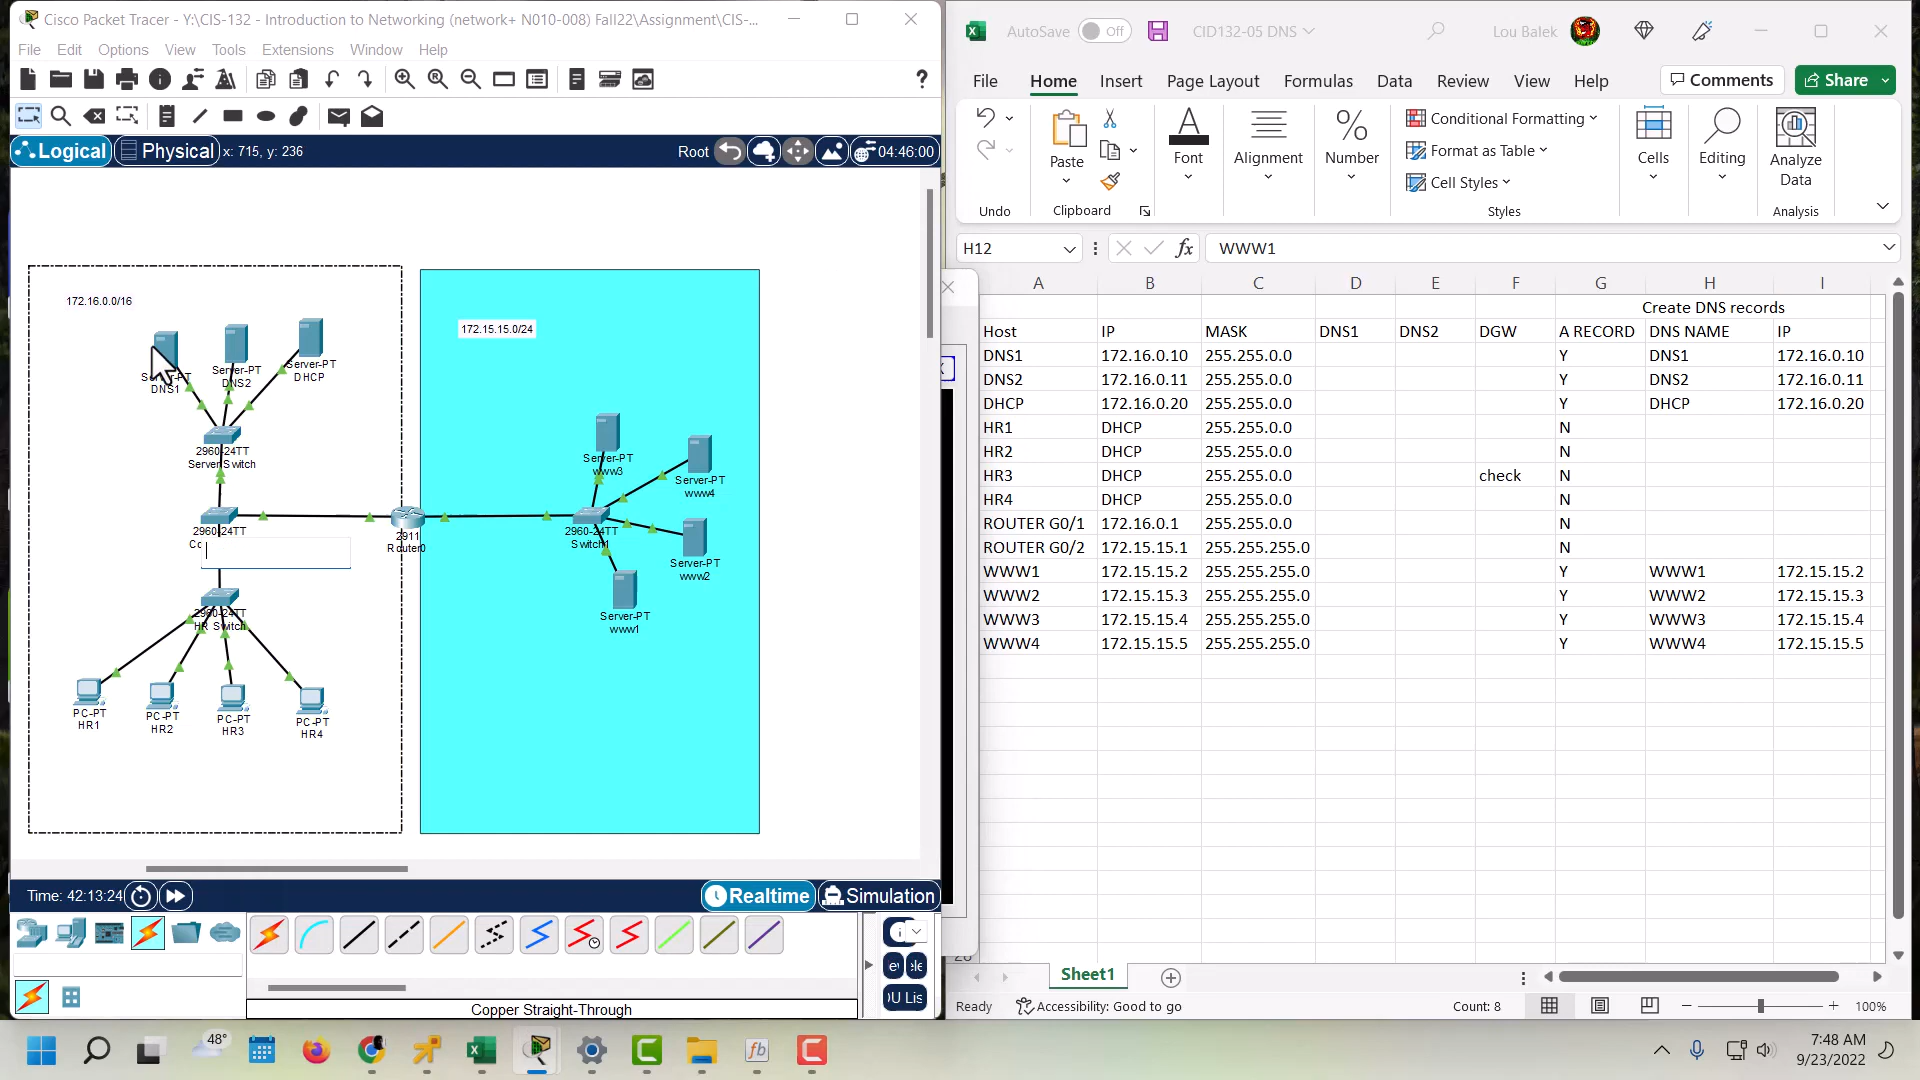 Cisco Packet Tracer - Y:\CIS-132 - Introduction to Networking (network+ N010-008) Fall22\Assignment\CIS-...
File Edit Options View Tools Extensions Window Help
Logical Physical x: 715, y: 236 Root 04:46:00
172.16.0.0/16
172.15.15.0/24
DNS1
Server-PT
DNS2
Server-PT
DHCP
2960-24TT
Server Switch
Server-PT
www3
Server-PT
www4
2960-24TT
2911
Router0
2960-24TT
Switch1
Server-PT
www2
2960-24TT
HR Switch
Server-PT
www1
PC-PT
HR1
PC-PT
HR2
PC-PT
HR3
PC-PT
HR4
Time: 42:13:24 Realtime Simulation
Copper Straight-Through
AutoSave Off CID132-05 DNS Lou Balek
File Home Insert Page Layout Formulas Data Review View Help Comments Share
Undo
Paste
Clipboard
Font
Alignment
Number
Conditional Formatting
Format as Table
Cell Styles
Styles
Cells
Editing
Analyze
Data
Analysis
H12 fx WWW1
A B C D E F G H I
Create DNS records
Host IP MASK DNS1 DNS2 DGW A RECORD DNS NAME IP
DNS1 172.16.0.10 255.255.0.0 Y DNS1 172.16.0.10
DNS2 172.16.0.11 255.255.0.0 Y DNS2 172.16.0.11
DHCP 172.16.0.20 255.255.0.0 Y DHCP 172.16.0.20
HR1 DHCP 255.255.0.0 N
HR2 DHCP 255.255.0.0 N
HR3 DHCP 255.255.0.0 check N
HR4 DHCP 255.255.0.0 N
ROUTER G0/1 172.16.0.1 255.255.0.0 N
ROUTER G0/2 172.15.15.1 255.255.255.0 N
WWW1 172.15.15.2 255.255.255.0 Y WWW1 172.15.15.2
WWW2 172.15.15.3 255.255.255.0 Y WWW2 172.15.15.3
WWW3 172.15.15.4 255.255.255.0 Y WWW3 172.15.15.4
WWW4 172.15.15.5 255.255.255.0 Y WWW4 172.15.15.5
Sheet1
Ready Accessibility: Good to go Count: 8 100%
48°
7:48 AM
9/23/2022